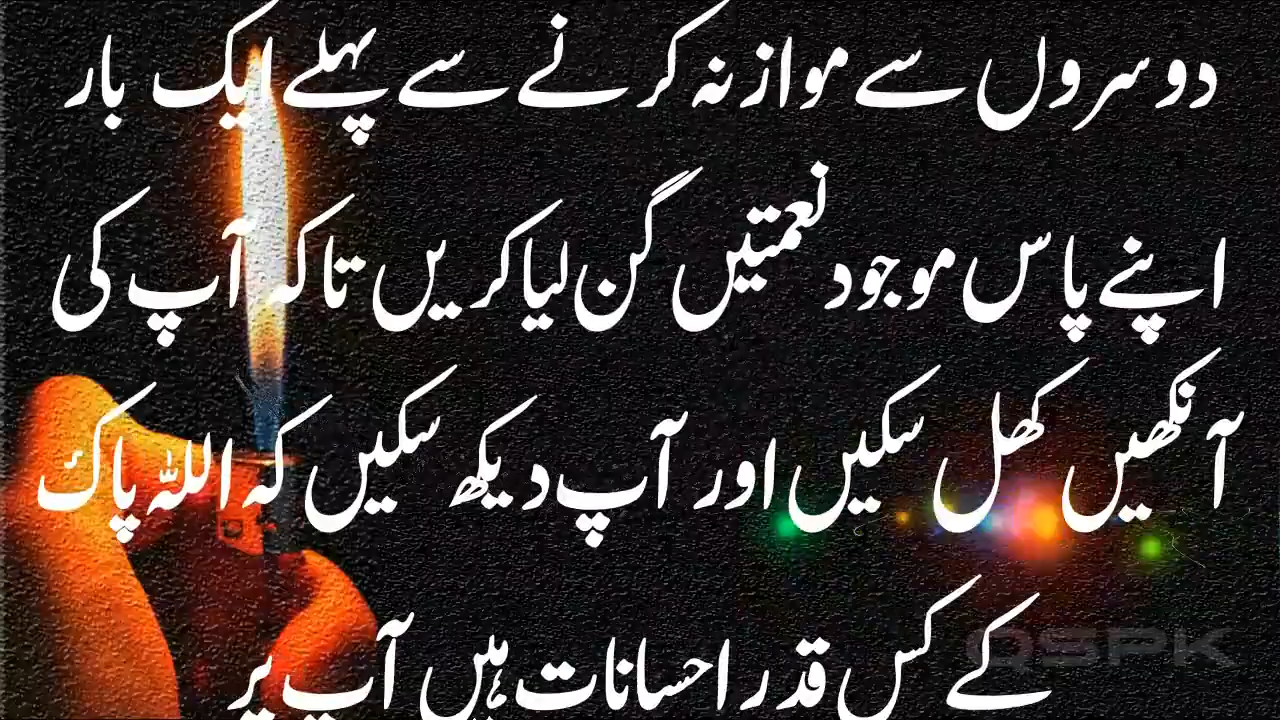 دوسروں سے موازنہ کرنے سے پہلے ایک بار
اپنے پاس موجود نعمتیں گن لیا کریں تاکہ آپ کی
آنکھیں کھل سکیں اور آپ دیکھ سکیں کہ اللہ پاک
کے کس قدر احسانات ہیں آپ پر
QSPK